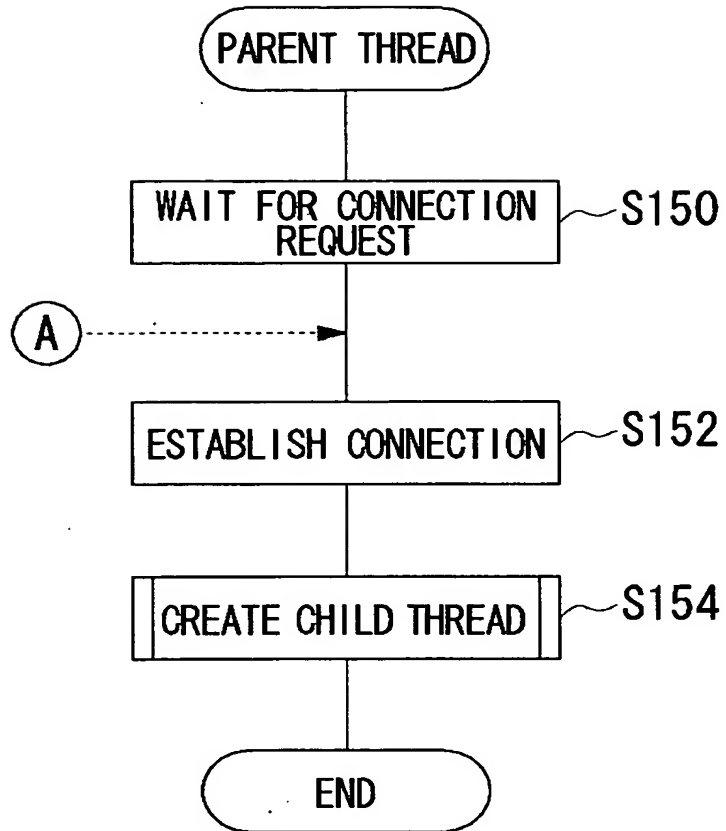 PARENT THREAD
WAIT FOR CONNECTION
REQUEST
S150
A
ESTABLISH CONNECTION
S152
CREATE CHILD THREAD
S154
END